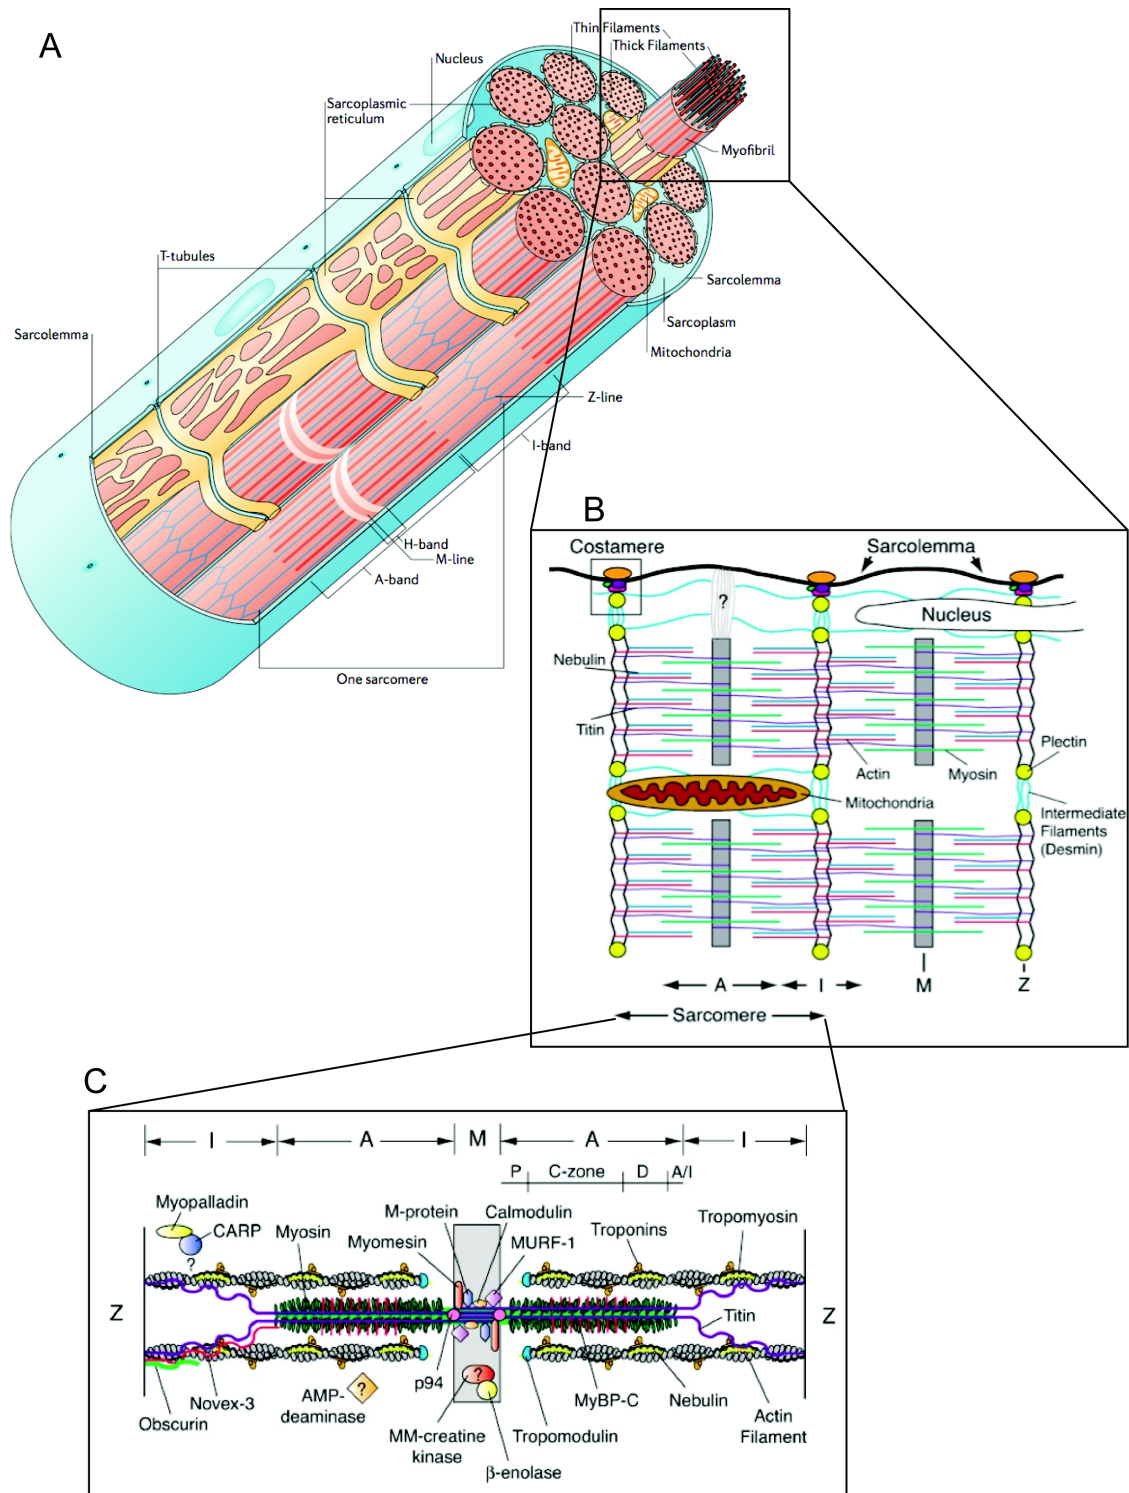 A
Thin Filaments
Thick Filaments
Nucleus
Sarcoplasmic
reticulum
Myofibril
T-tubules
Sarcolemma
Sarcolemma
Sarcoplasm
Mitochondria
Z-line
I-band
H-band
M-line
A-band
One sarcomere
B
Costamere
Sarcolemma
?
Nucleus
Nebulin
Titin
Actin
Myosin
Plectin
Mitochondria
Intermediate
Filaments
(Desmin)
A
I
M
Z
Sarcomere
C
I
A
M
A
I
P
C-zone
D
A/I
Myopalladin
CARP
?
Myosin
M-protein
Calmodulin
Myomesin
MURF-1
Troponins
Tropomyosin
Z
Titin
Z
Obscurin
Novex-3
AMP-
deaminase
?
p94
?
MM-creatine
kinase
β-enolase
Tropomodulin
MyBP-C
Nebulin
Actin
Filament